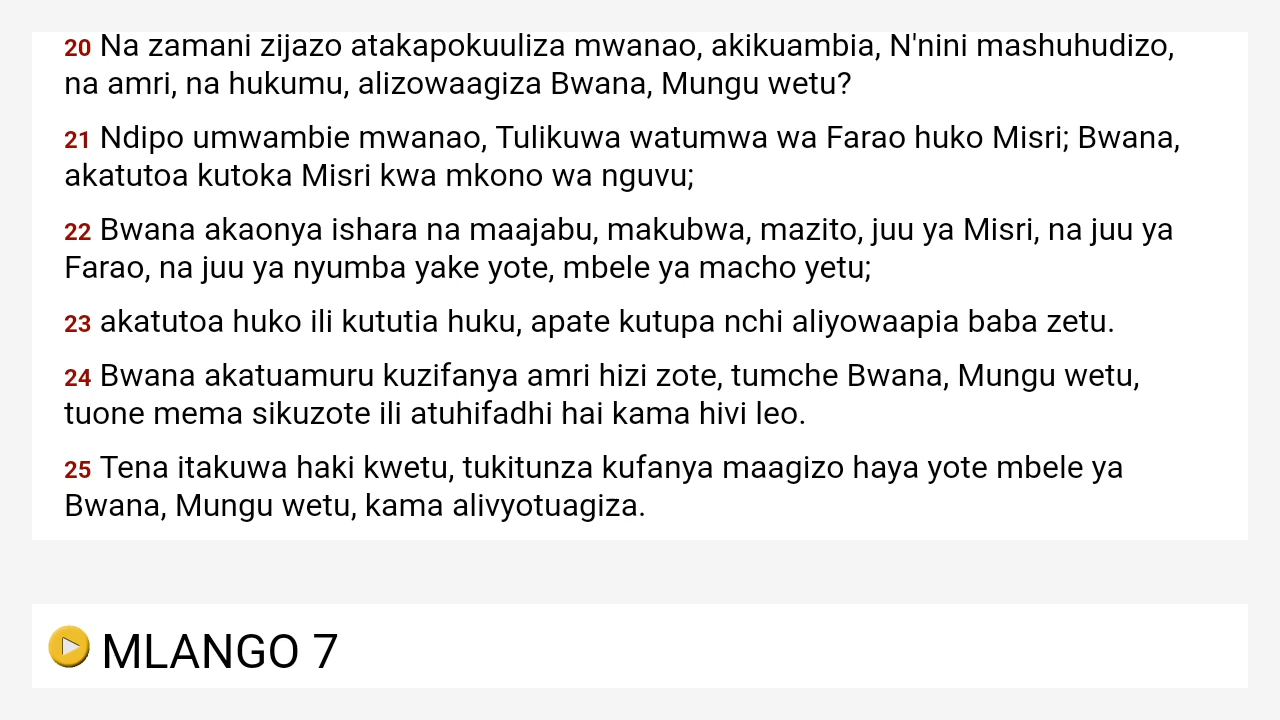 20 Na zamani zijazo atakapokuuliza mwanao, akikuambia, N'nini mashuhudizo,
na amri, na hukumu, alizowaagiza Bwana, Mungu wetu?
21 Ndipo umwambie mwanao, Tulikuwa watumwa wa Farao huko Misri; Bwana,
akatutoa kutoka Misri kwa mkono wa nguvu;
22 Bwana akaonya ishara na maajabu, makubwa, mazito, juu ya Misri, na juu ya
Farao, na juu ya nyumba yake yote, mbele ya macho yetu;
23 akatutoa huko ili kututia huku, apate kutupa nchi aliyowaapia baba zetu.
24 Bwana akatuamuru kuzifanya amri hizi zote, tumche Bwana, Mungu wetu,
tuone mema sikuzote ili atuhifadhi hai kama hivi leo.
25 Tena itakuwa haki kwetu, tukitunza kufanya maagizo haya yote mbele ya
Bwana, Mungu wetu, kama alivyotuagiza.
MLANGO 7